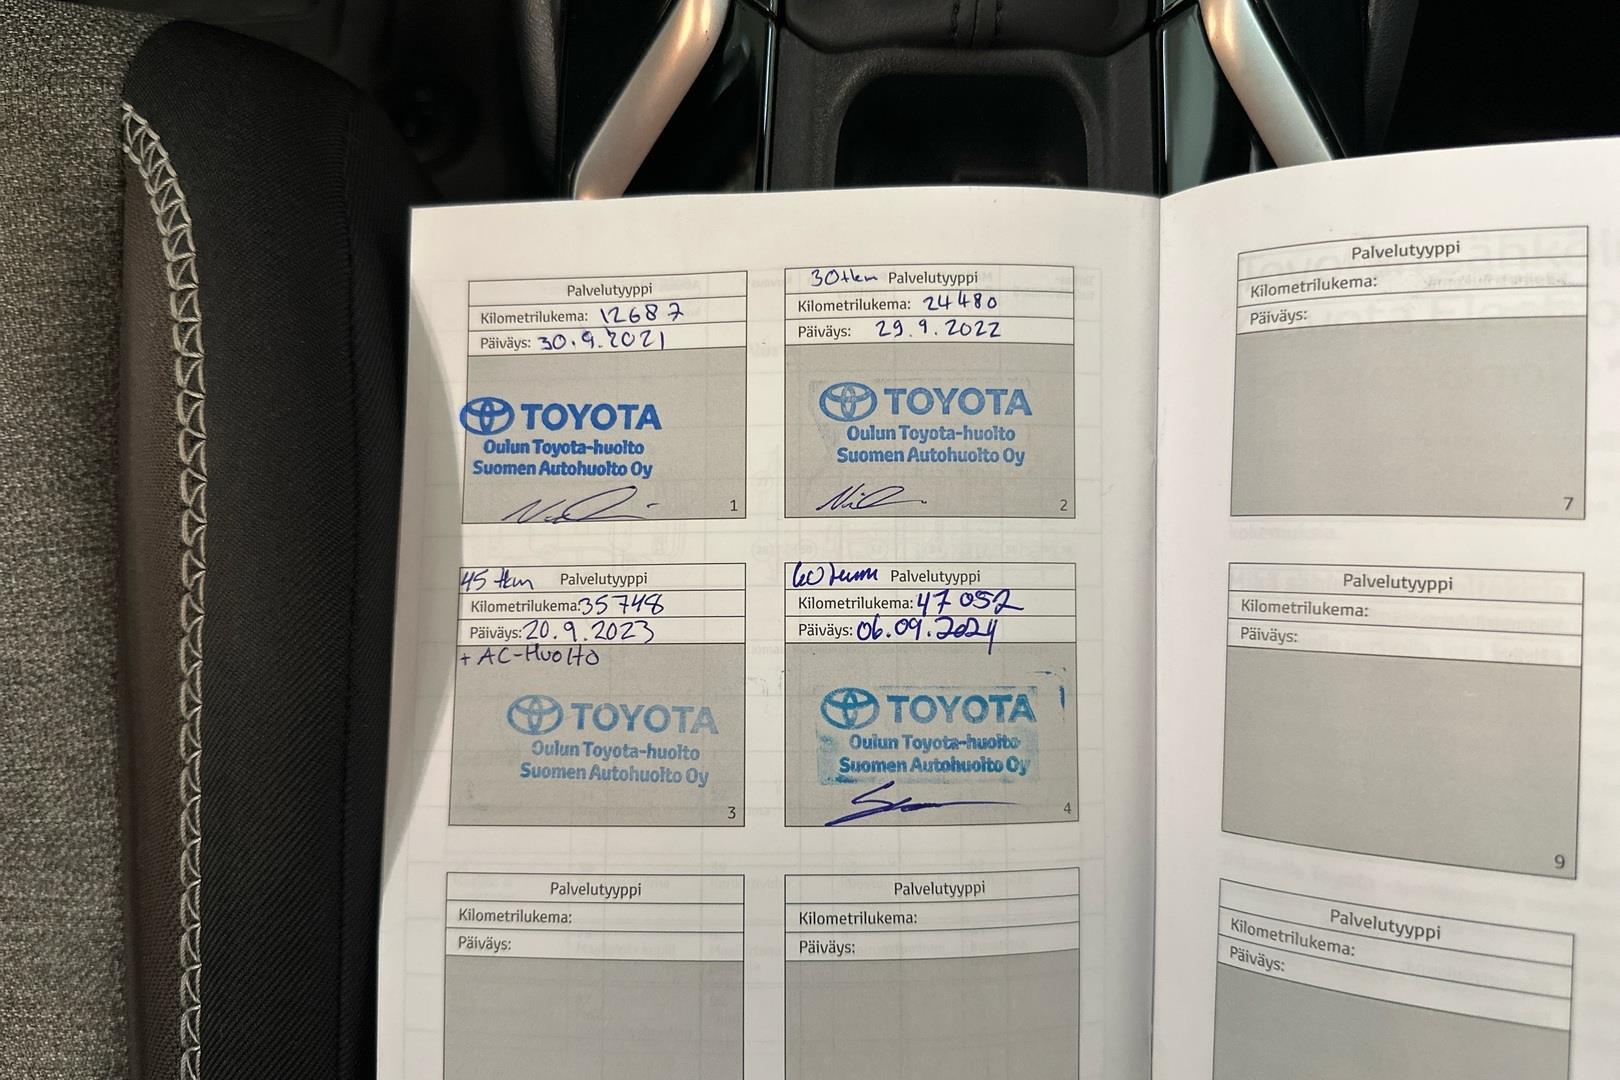 Palvelutyyppi
Kilometrilukema: 12687
Päiväys: 30.9.2021
TOYOTA
Oulun Toyota-huolto
Suomen Autohuolto Oy
1
30tkm Palvelutyyppi
Kilometrilukema: 24480
Päiväys: 29.9.2022
TOYOTA
Oulun Toyota-huolto
Suomen Autohuolto Oy
2
45 tkm Palvelutyyppi
Kilometrilukema: 35748
Päiväys: 20.9.2023
+ AC-Huolto
TOYOTA
Oulun Toyota-huolto
Suomen Autohuolto Oy
3
Palvelutyyppi
Kilometrilukema: 47052
Päiväys: 06.09.2024
TOYOTA
Oulun Toyota-huolto
Suomen Autohuolto Oy
4
Palvelutyyppi
Kilometrilukema:
Päiväys:
Palvelutyyppi
Kilometrilukema:
Päiväys:
Palvelutyyppi
Kilometrilukema:
Päiväys:
7
Palvelutyyppi
Kilometrilukema:
Päiväys:
9
Palvelutyyppi
Kilometrilukema:
Päiväys: